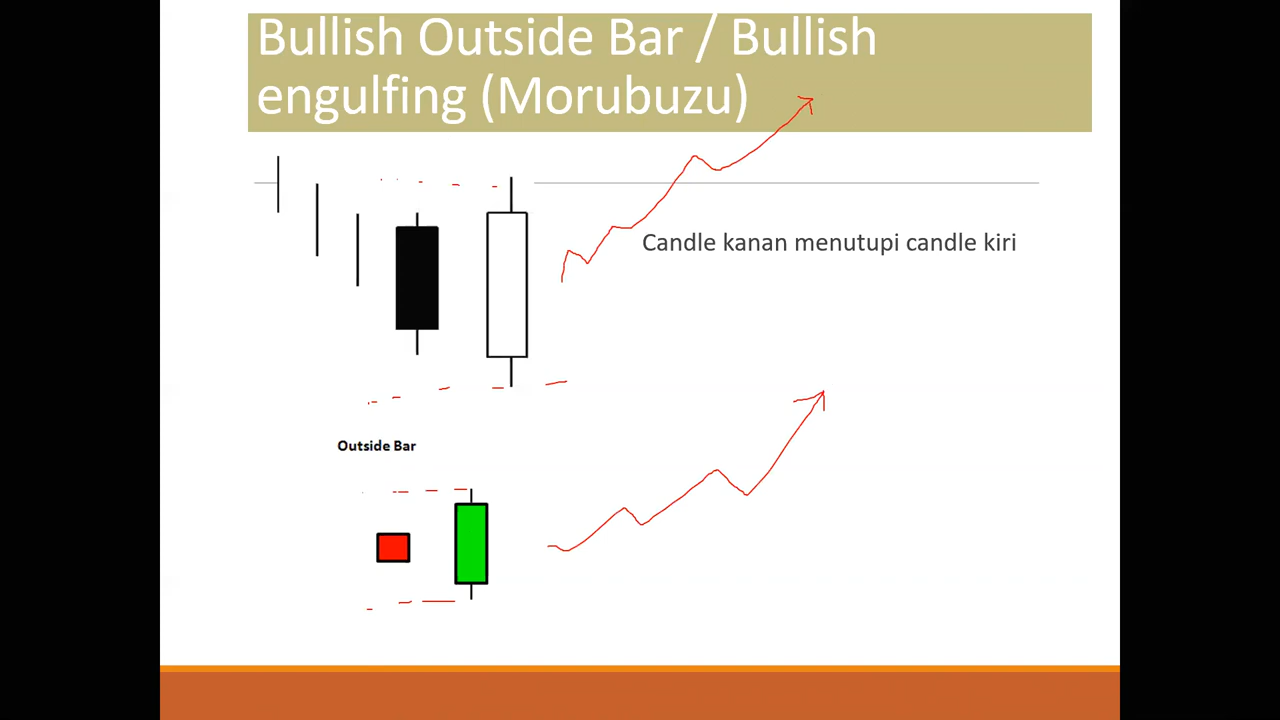 Bullish Outside Bar / Bullish
engulfing (Morubuzu)
Candle kanan menutupi candle kiri
Outside Bar